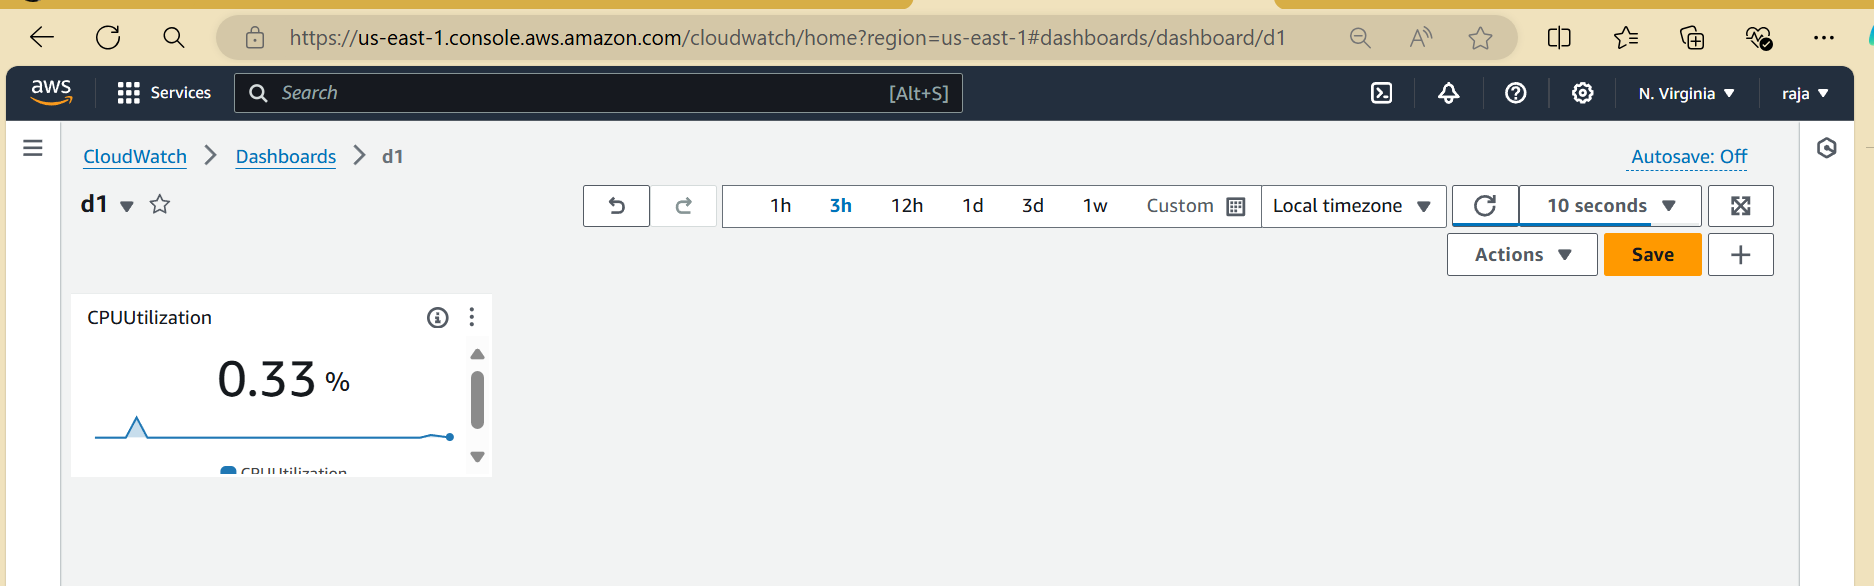 https://us-east-1.console.aws.amazon.com/cloudwatch/home?region=us-east-1#dashboards/dashboard/d1
aws Services Search [Alt+S] N. Virginia raja
CloudWatch Dashboards d1 Autosave: Off
d1 1h 3h 12h 1d 3d 1w Custom Local timezone 10 seconds
Actions Save
CPUUtilization
0.33 %
CPUUtilization